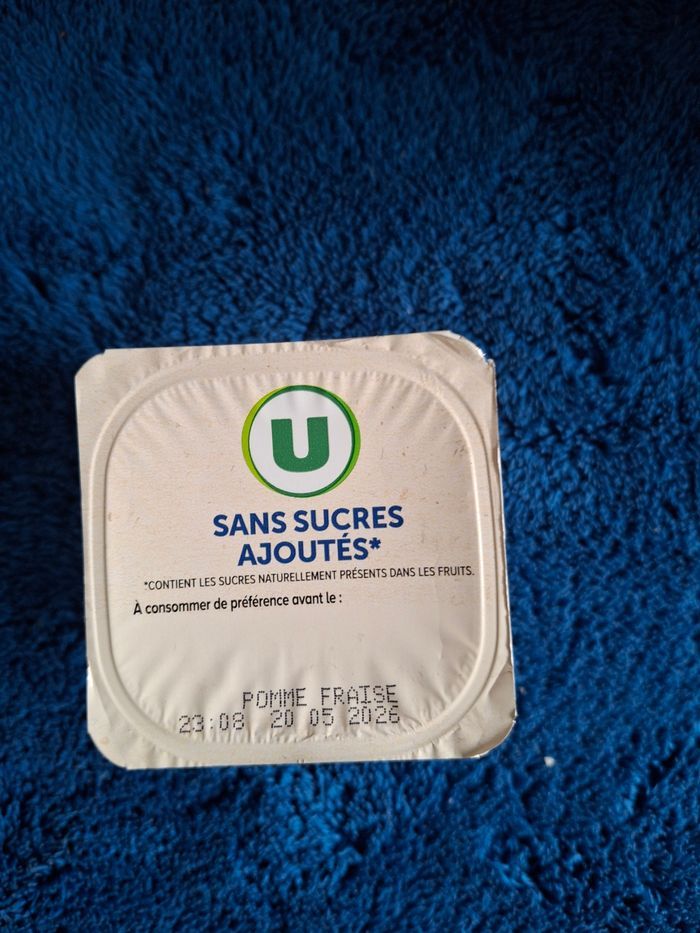 U
SANS SUCRES
AJOUTÉS*
*CONTIENT LES SUCRES NATURELLEMENT PRÉSENTS DANS LES FRUITS.
À consommer de préférence avant le :
POMME FRAISE
23:08 20 05 2026